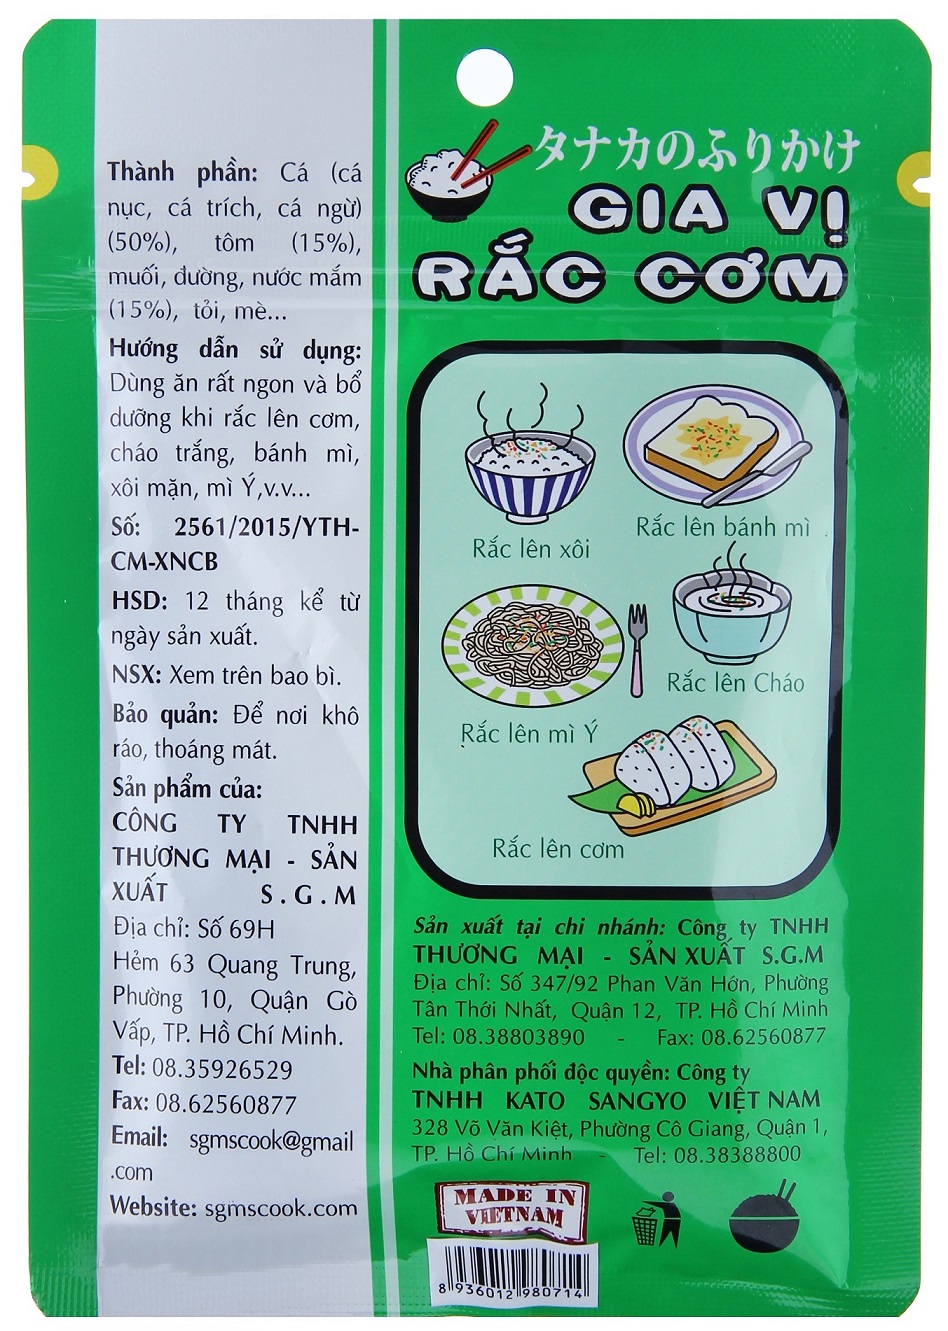 Thành phần: Cá (cá
nục, cá trích, cá ngừ)
(50%), tôm (15%),
muối, đường, nước mắm
(15%), tỏi, mè...
Hướng dẫn sử dụng:
Dùng ăn rất ngon và bổ
dưỡng khi rắc lên cơm,
cháo trắng, bánh mì,
xôi mặn, mì Ý,v.v...
Số: 2561/2015/YTH-
CM-XNCB
HSD: 12 tháng kể từ
ngày sản xuất.
NSX: Xem trên bao bì.
Bảo quản: Để nơi khô
ráo, thoáng mát.
Sản phẩm của:
CÔNG TY TNHH
THƯƠNG MẠI - SẢN
XUẤT S.G.M
Địa chỉ: Số 69H
Hẻm 63 Quang Trung,
Phường 10, Quận Gò
Vấp, TP. Hồ Chí Minh.
Tel: 08.35926529
Fax: 08.62560877
Email: sgmscook@gmail
.com
Website: sgmscook.com
タナカのふりかけ
GIA VỊ
RẮC CƠM
Rắc lên xôi
Rắc lên bánh mì
Rắc lên mì Ý
Rắc lên Cháo
Rắc lên cơm
Sản xuất tại chi nhánh: Công ty TNHH
THƯƠNG MẠI - SẢN XUẤT S.G.M
Địa chỉ: Số 347/92 Phan Văn Hớn, Phường
Tân Thới Nhất, Quận 12, TP. Hồ Chí Minh
Tel: 08.38803890 - Fax: 08.62560877
Nhà phân phối độc quyền: Công ty
TNHH KATO SANGYO VIỆT NAM
328 Võ Văn Kiệt, Phường Cô Giang, Quận 1,
TP. Hồ Chí Minh - Tel: 08.38388800
MADE IN
VIETNAM
8 936012 980714